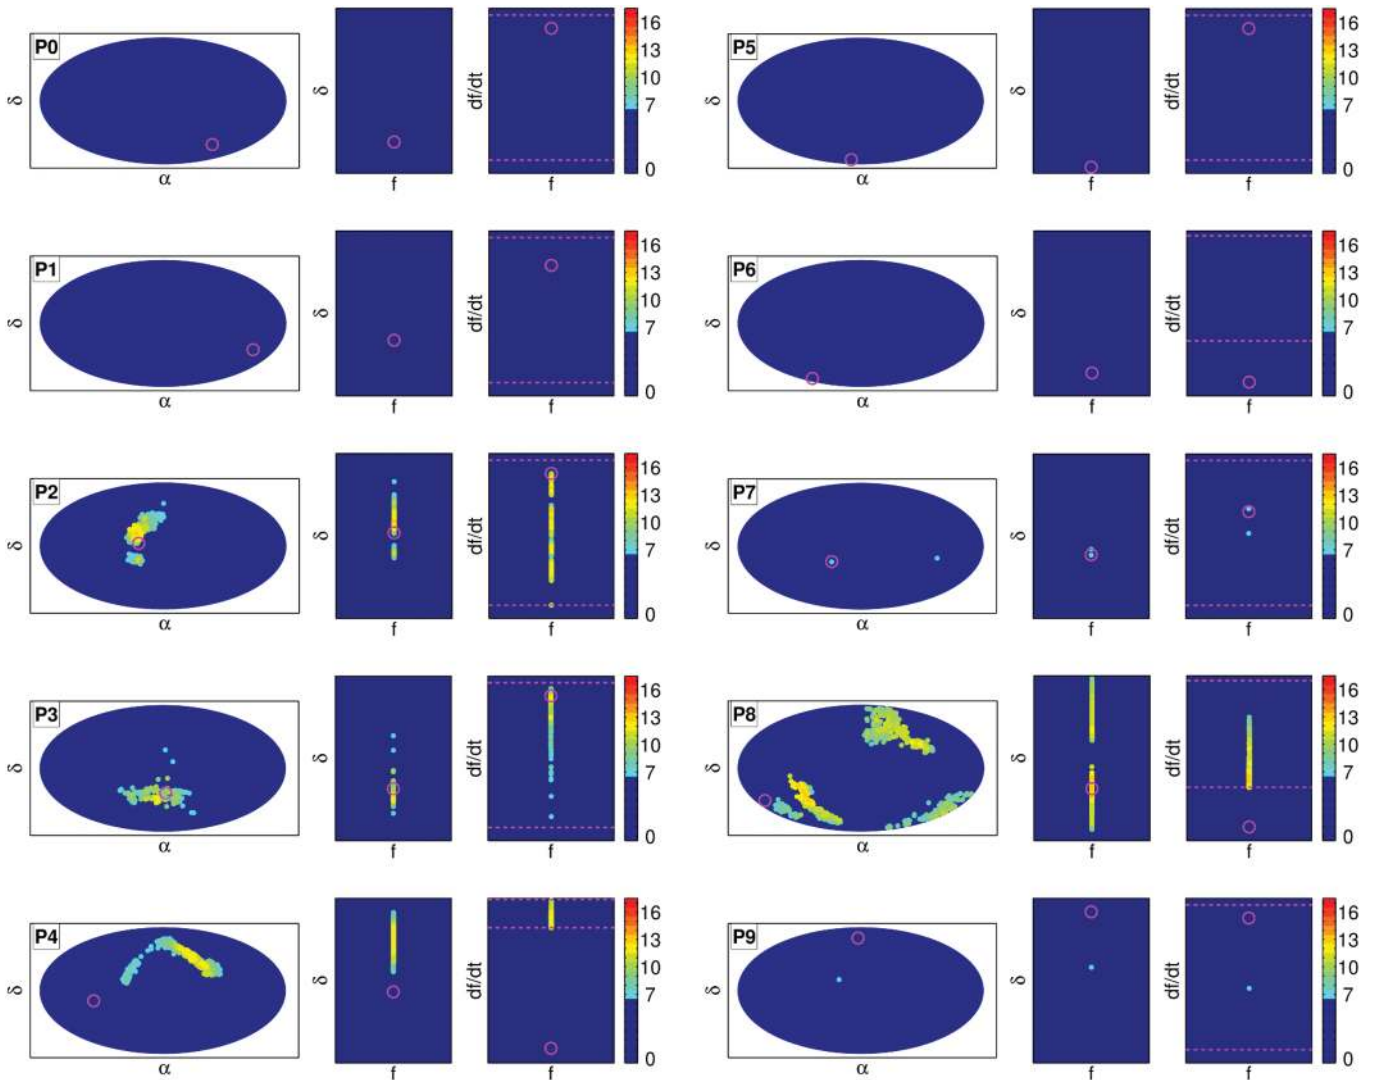 P0 δ α δ f df/dt f 16 13 10 7 0
P5 δ α δ f df/dt f 16 13 10 7 0
P1 δ α δ f df/dt f 16 13 10 7 0
P6 δ α δ f df/dt f 16 13 10 7 0
P2 δ α δ f df/dt f 16 13 10 7 0
P7 δ α δ f df/dt f 16 13 10 7 0
P3 δ α δ f df/dt f 16 13 10 7 0
P8 δ α δ f df/dt f 16 13 10 7 0
P4 δ α δ f df/dt f 16 13 10 7 0
P9 δ α δ f df/dt f 16 13 10 7 0